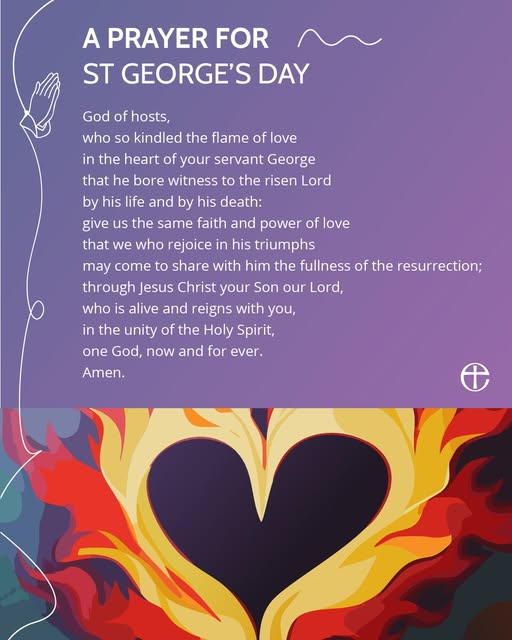 A PRAYER FOR
ST GEORGE'S DAY
God of hosts,
who so kindled the flame of love
in the heart of your servant George
that he bore witness to the risen Lord
by his life and by his death:
give us the same faith and power of love
that we who rejoice in his triumphs
may come to share with him the fullness of the resurrection;
through Jesus Christ your Son our Lord,
who is alive and reigns with you,
in the unity of the Holy Spirit,
one God, now and for ever.
Amen.